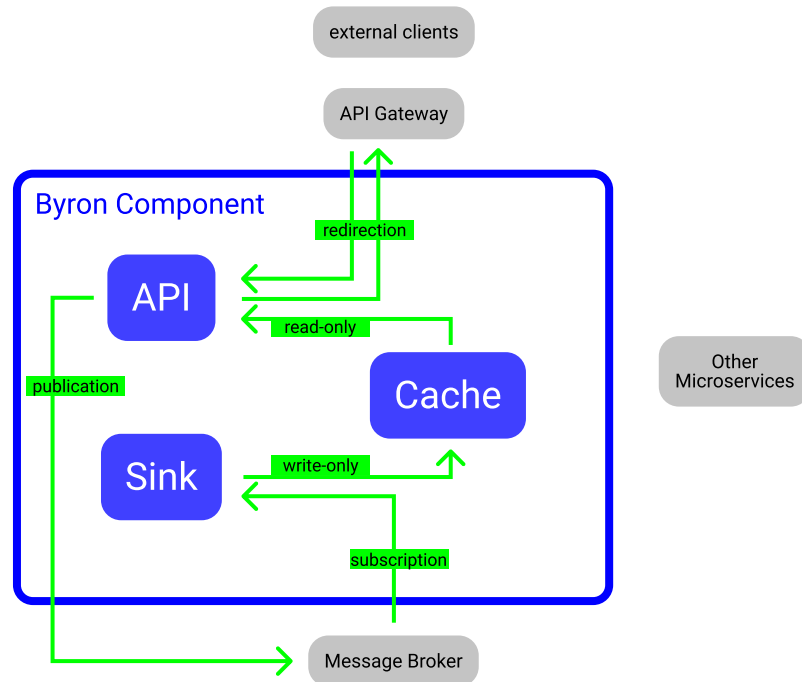 external clients
API Gateway
Byron Component
redirection
API
read-only
Other
Microservices
publication
Cache
write-only
Sink
subscription
Message Broker